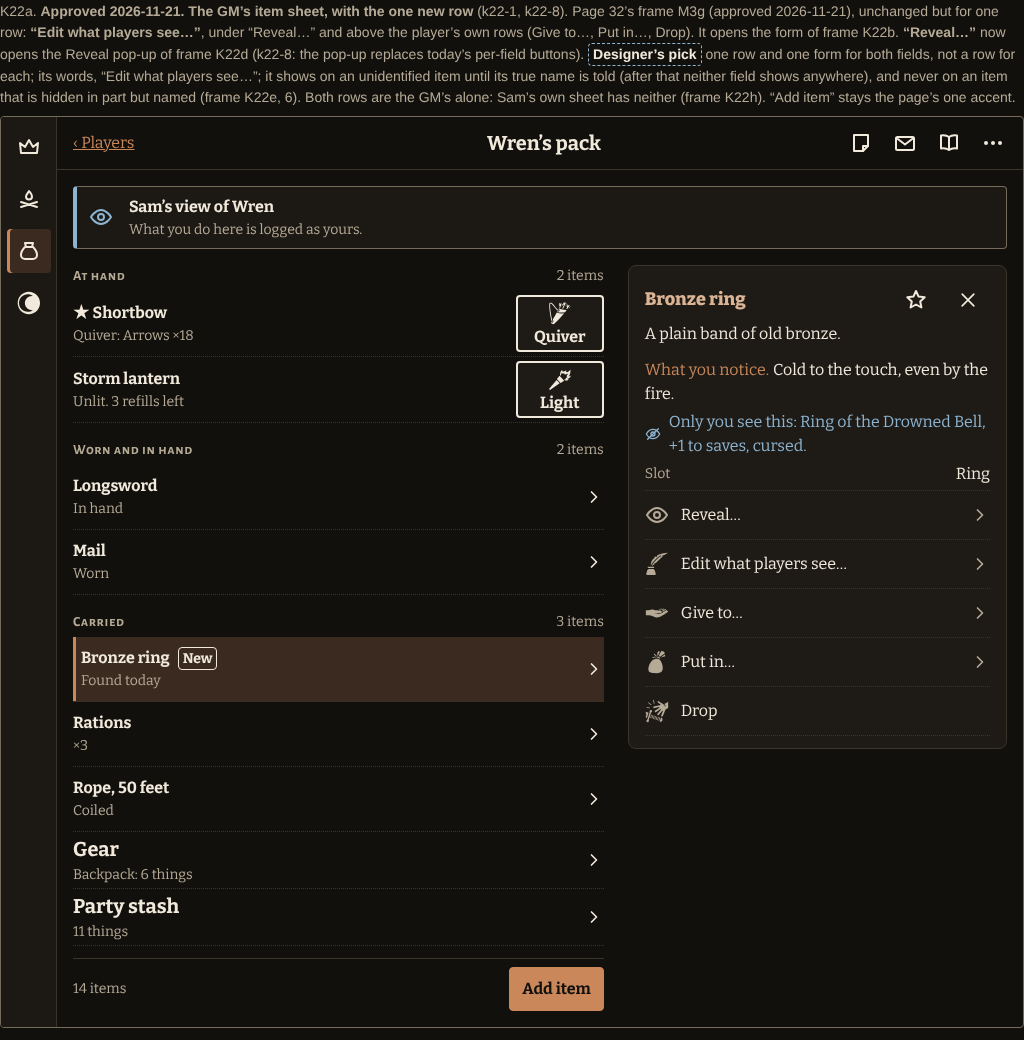 K22a. Approved 2026-11-21. The GM’s item sheet, with the one new row (k22-1, k22-8). Page 32’s frame M3g (approved 2026-11-21), unchanged but for one
row: “Edit what players see…”, under “Reveal…” and above the player’s own rows (Give to…, Put in…, Drop). It opens the form of frame K22b. “Reveal…” now
opens the Reveal pop-up of frame K22d (k22-8: the pop-up replaces today’s per-field buttons). Designer’s pick one row and one form for both fields, not a row for
each; its words, “Edit what players see…”; it shows on an unidentified item until its true name is told (after that neither field shows anywhere), and never on an item
that is hidden in part but named (frame K22e, 6). Both rows are the GM’s alone: Sam’s own sheet has neither (frame K22h). “Add item” stays the page’s one accent.
‹ Players
Wren’s pack
Sam’s view of Wren
What you do here is logged as yours.
At hand
2 items
★ Shortbow
Quiver: Arrows ×18
Quiver
Storm lantern
Unlit. 3 refills left
Light
Worn and in hand
2 items
Longsword
In hand
Mail
Worn
Carried
3 items
Bronze ring New
Found today
Rations
×3
Rope, 50 feet
Coiled
Gear
Backpack: 6 things
Party stash
11 things
14 items
Add item
Bronze ring
A plain band of old bronze.
What you notice. Cold to the touch, even by the
fire.
Only you see this: Ring of the Drowned Bell,
+1 to saves, cursed.
Slot
Ring
Reveal…
Edit what players see…
Give to…
Put in…
Drop